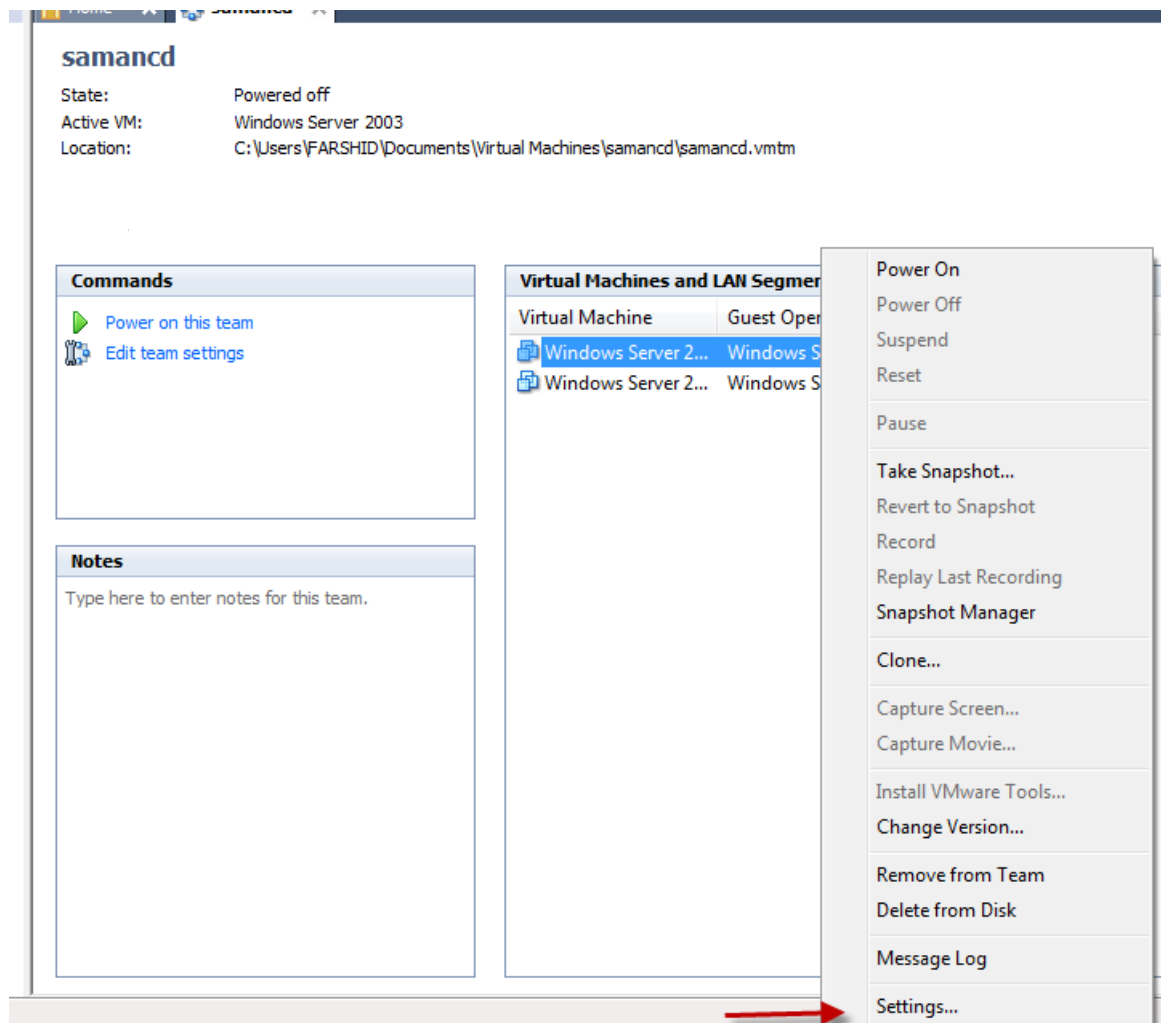 Home
samancd
samancd
State: Powered off
Active VM: Windows Server 2003
Location: C:\Users\FARSHID\Documents\Virtual Machines\samancd\samancd.vmtm
Commands
Power on this team
Edit team settings
Notes
Type here to enter notes for this team.
Virtual Machines and LAN Segmer
Virtual Machine Guest Oper
Windows Server 2... Windows S
Windows Server 2... Windows S
Power On
Power Off
Suspend
Reset
Pause
Take Snapshot...
Revert to Snapshot
Record
Replay Last Recording
Snapshot Manager
Clone...
Capture Screen...
Capture Movie...
Install VMware Tools...
Change Version...
Remove from Team
Delete from Disk
Message Log
Settings...